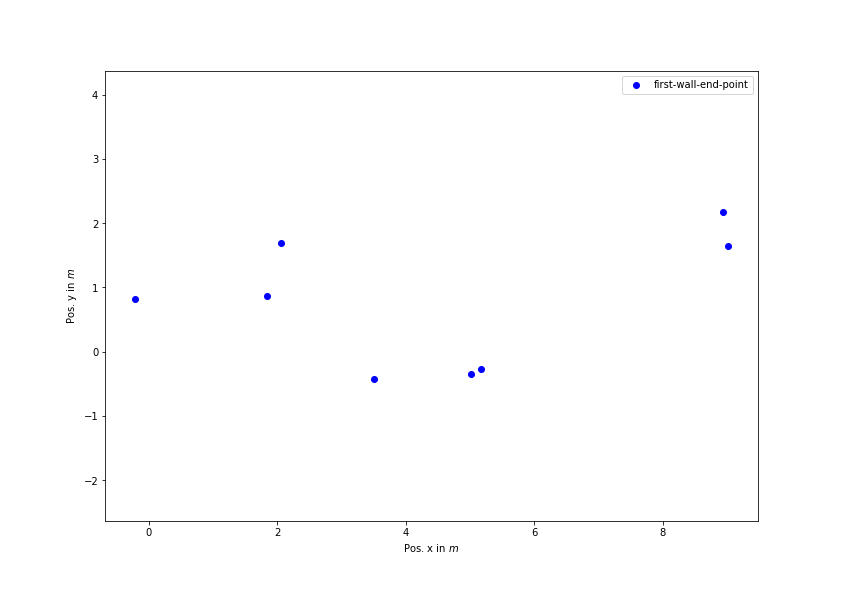 first-wall-end-point
4
3
2
1
0
−1
−2
Pos. y in m
0 2 4 6 8
Pos. x in m